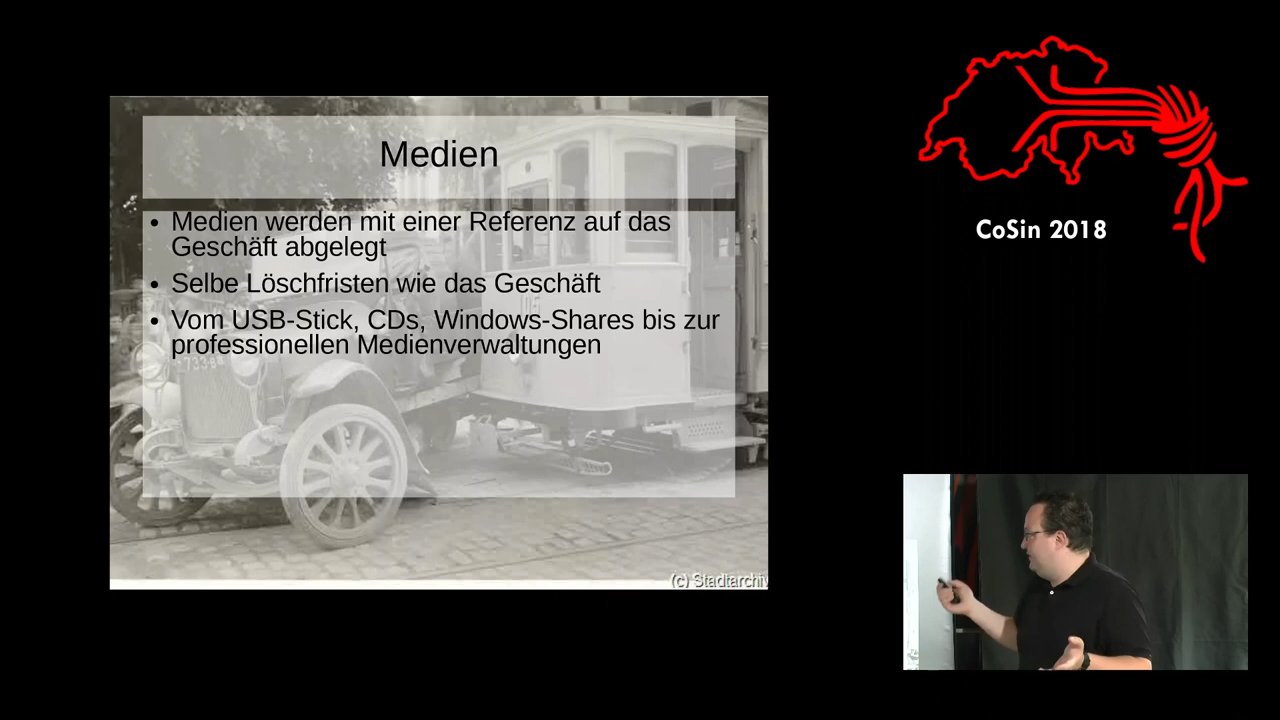 Medien
• Medien werden mit einer Referenz auf das
Geschäft abgelegt
• Selbe Löschfristen wie das Geschäft
• Vom USB-Stick, CDs, Windows-Shares bis zur
professionellen Medienverwaltungen
(c) Stadtarchiv
CoSin 2018